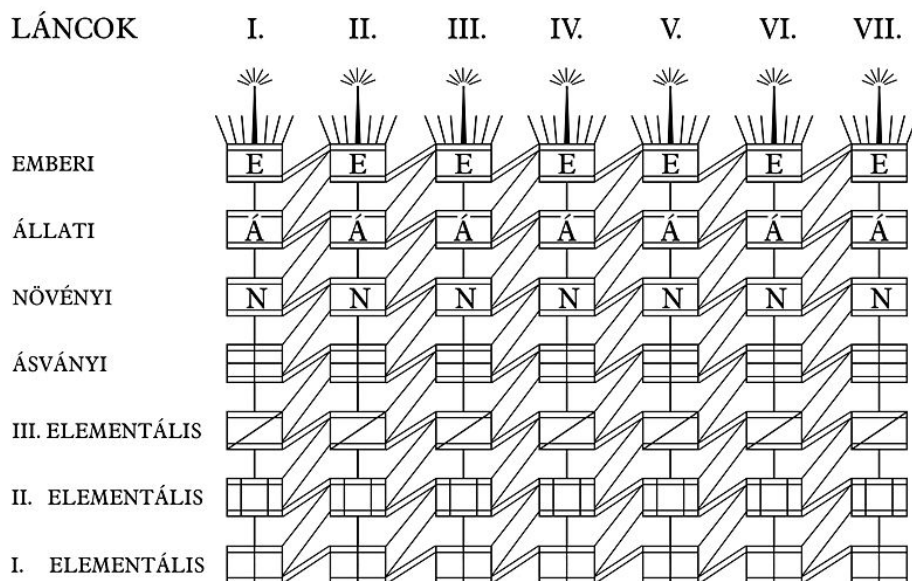 LÁNCOK I. II. III. IV. V. VI. VII.
EMBERI E E E E E E E
ÁLLATI Á Á Á Á Á Á Á
NÖVÉNYI N N N N N N N
ÁSVÁNYI
III. ELEMENTÁLIS
II. ELEMENTÁLIS
I. ELEMENTÁLIS